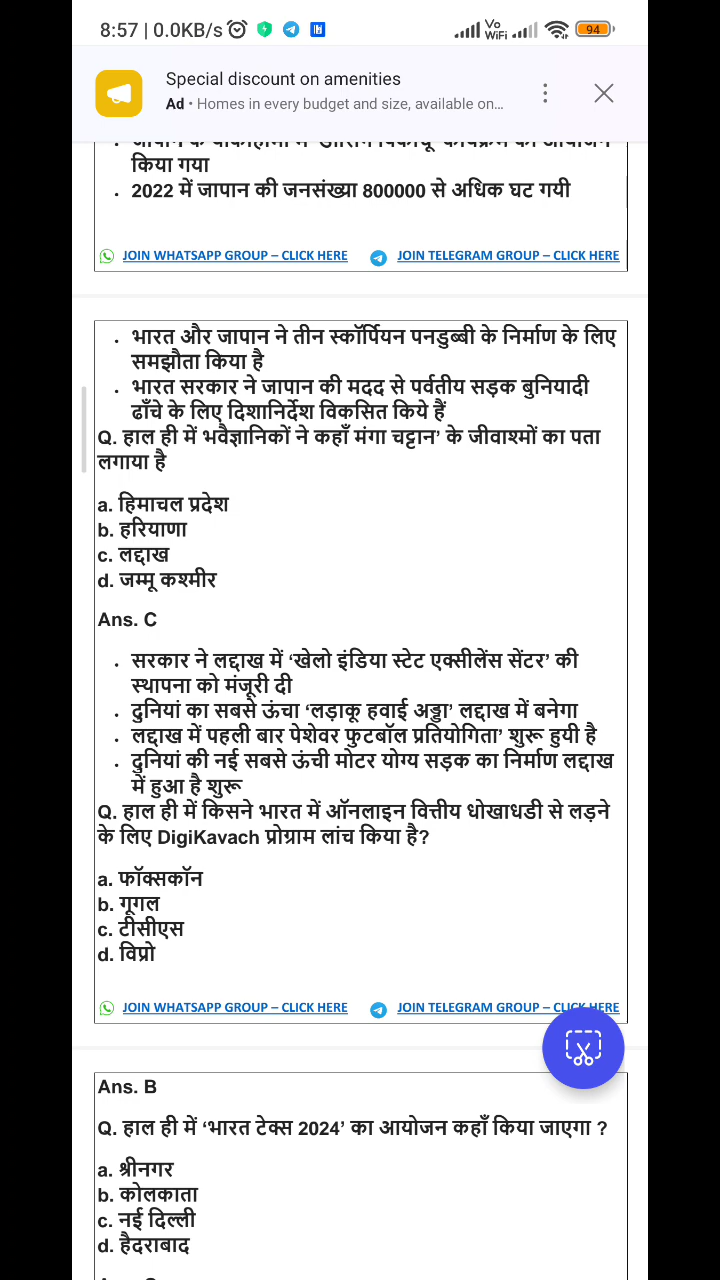 8:57 | 0.0KB/s
Vo
WiFi
94
Special discount on amenities
Ad • Homes in every budget and size, available on...
किया गया
• 2022 में जापान की जनसंख्या 800000 से अधिक घट गयी
JOIN WHATSAPP GROUP – CLICK HERE JOIN TELEGRAM GROUP – CLICK HERE
• भारत और जापान ने तीन स्कॉर्पियन पनडुब्बी के निर्माण के लिए
समझौता किया है
• भारत सरकार ने जापान की मदद से पर्वतीय सड़क बुनियादी
ढाँचे के लिए दिशानिर्देश विकसित किये हैं
Q. हाल ही में भवैज्ञानिकों ने कहाँ मंगा चट्टान’ के जीवाश्मों का पता
लगाया है
a. हिमाचल प्रदेश
b. हरियाणा
c. लद्दाख
d. जम्मू कश्मीर
Ans. C
• सरकार ने लद्दाख में ‘खेलो इंडिया स्टेट एक्सीलेंस सेंटर’ की
स्थापना को मंजूरी दी
• दुनियां का सबसे ऊंचा ‘लड़ाकू हवाई अड्डा’ लद्दाख में बनेगा
• लद्दाख में पहली बार पेशेवर फुटबॉल प्रतियोगिता’ शुरू हुयी है
• दुनियां की नई सबसे ऊंची मोटर योग्य सड़क का निर्माण लद्दाख
में हुआ है शुरू
Q. हाल ही में किसने भारत में ऑनलाइन वित्तीय धोखाधडी से लड़ने
के लिए DigiKavach प्रोग्राम लांच किया है?
a. फॉक्सकॉन
b. गूगल
c. टीसीएस
d. विप्रो
JOIN WHATSAPP GROUP – CLICK HERE JOIN TELEGRAM GROUP – CLICK HERE
Ans. B
Q. हाल ही में ‘भारत टेक्स 2024’ का आयोजन कहाँ किया जाएगा ?
a. श्रीनगर
b. कोलकाता
c. नई दिल्ली
d. हैदराबाद